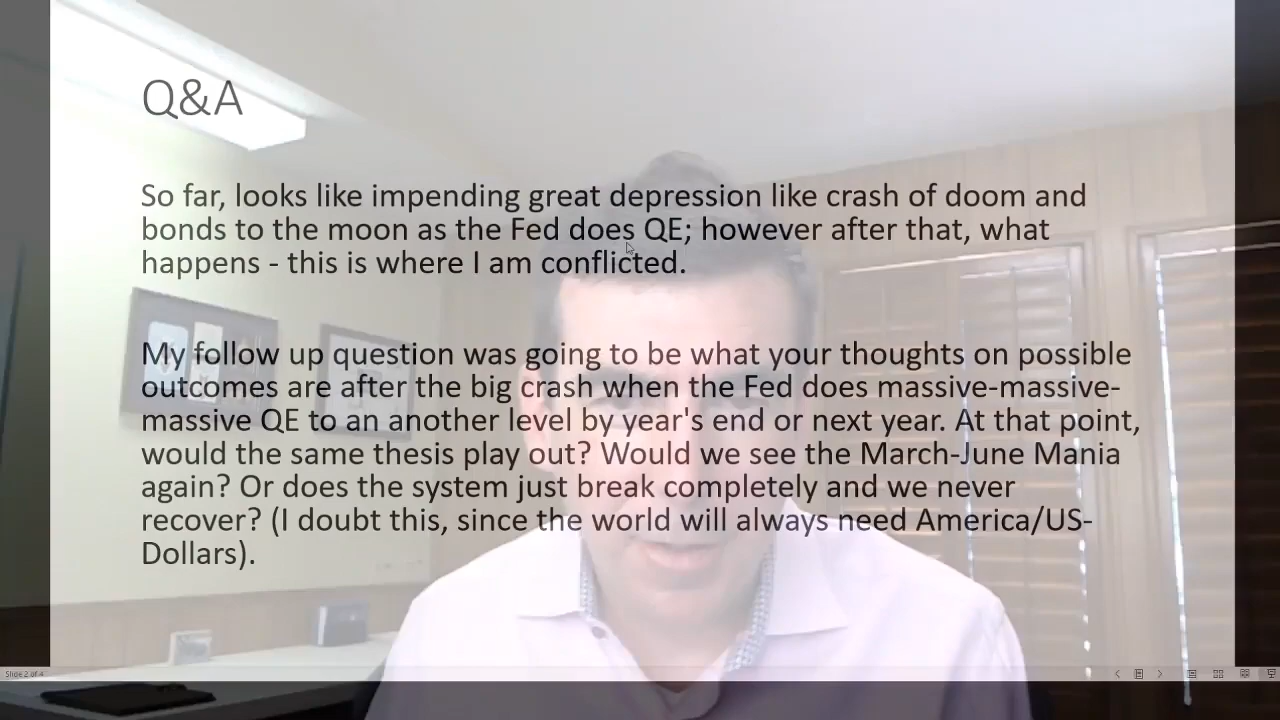 Q&A
So far, looks like impending great depression like crash of doom and
bonds to the moon as the Fed does QE; however after that, what
happens - this is where I am conflicted.
My follow up question was going to be what your thoughts on possible
outcomes are after the big crash when the Fed does massive-massive-
massive QE to an another level by year's end or next year. At that point,
would the same thesis play out? Would we see the March-June Mania
again? Or does the system just break completely and we never
recover? (I doubt this, since the world will always need America/US-
Dollars).
Slide 2 of 4